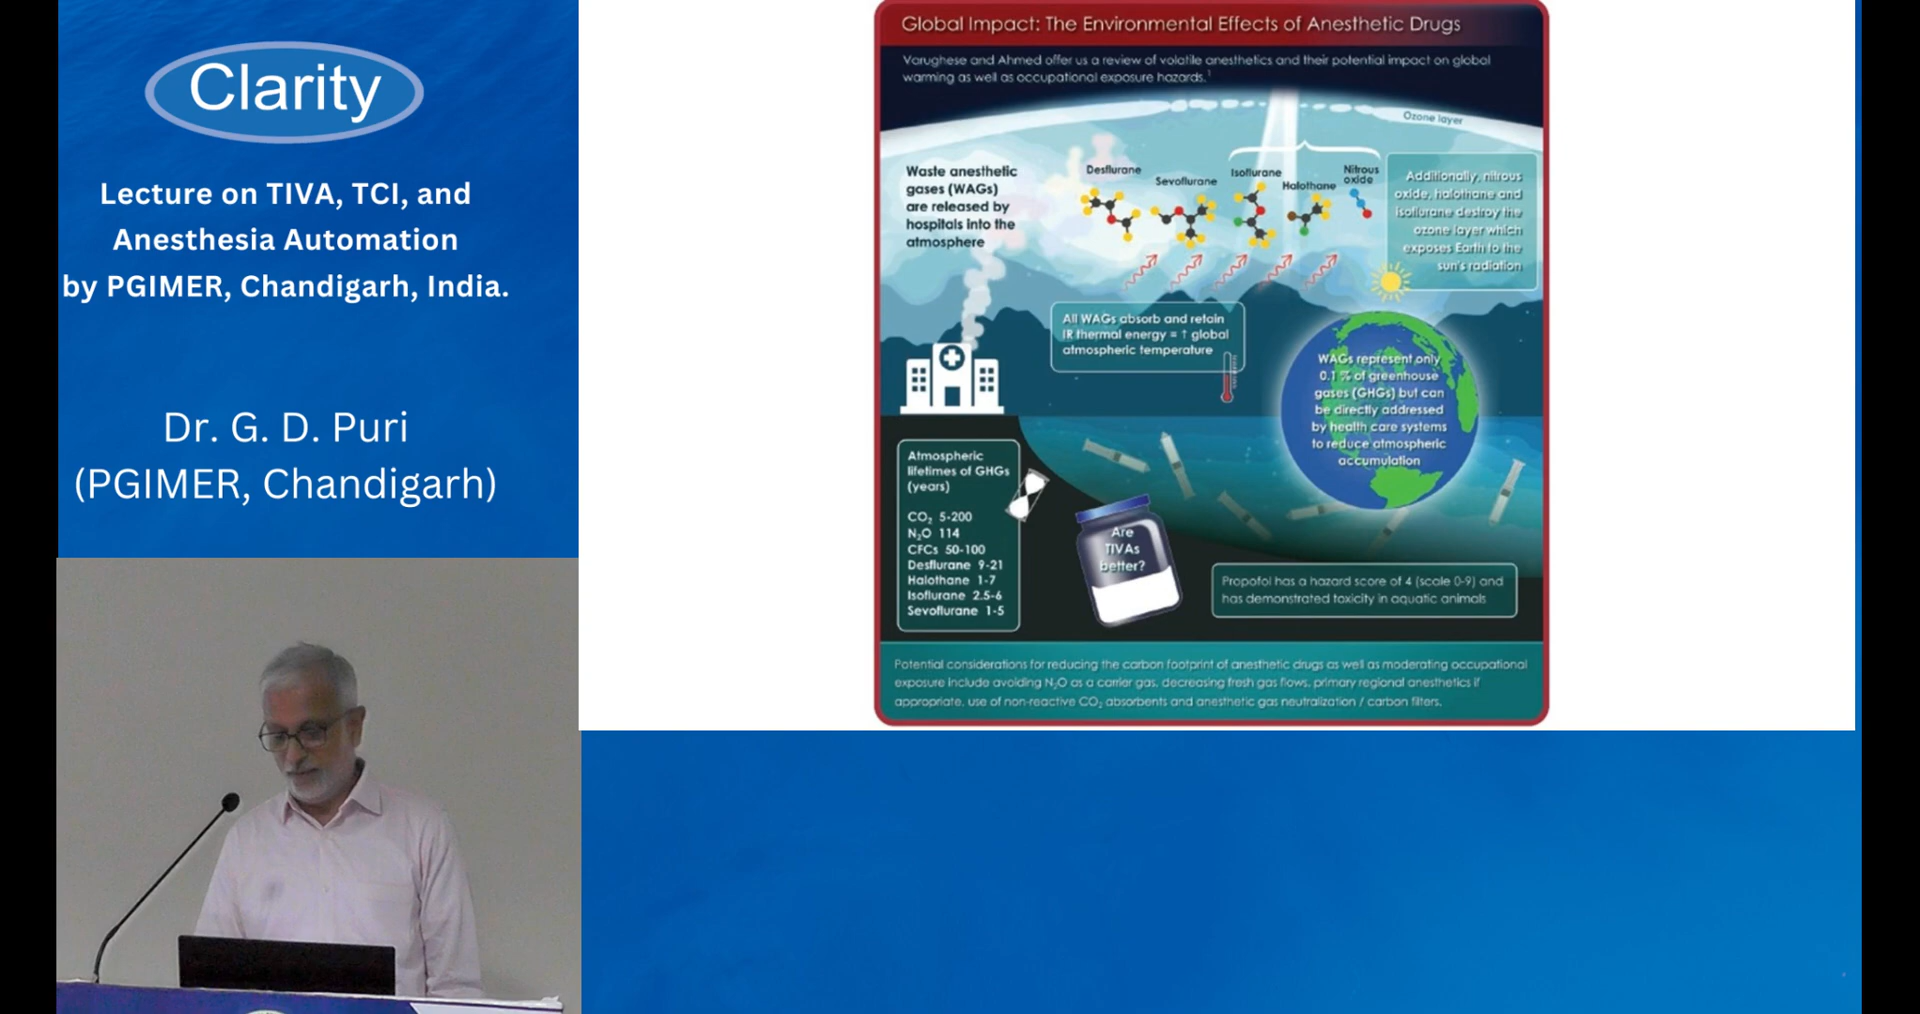 Clarity
Lecture on TIVA, TCI, and
Anesthesia Automation
by PGIMER, Chandigarh, India.
Dr. G. D. Puri
(PGIMER, Chandigarh)
Global Impact: The Environmental Effects of Anesthetic Drugs
Varughese and Ahmed offer us a review of volatile anesthetics and their potential impact on global
warming as well as occupational exposure hazards.¹
Ozone layer
Waste anesthetic
gases (WAGs)
are released by
hospitals into the
atmosphere
Desflurane
Sevoflurane
Isoflurane
Halothane
Nitrous
oxide
Additionally, nitrous
oxide, halothane and
isoflurane destroy the
ozone layer which
exposes Earth to the
sun's radiation
All WAGs absorb and retain
IR thermal energy = ↑ global
atmospheric temperature
WAGs represent only
0.1 % of greenhouse
gases (GHGs) but can
be directly addressed
by health care systems
to reduce atmospheric
accumulation
Atmospheric
lifetimes of GHGs
(years)
CO₂ 5-200
N₂O 114
CFCs 50-100
Desflurane 9-21
Halothane 1-7
Isoflurane 2.5-6
Sevoflurane 1-5
Are
TIVAs
better?
Propofol has a hazard score of 4 (scale 0-9) and
has demonstrated toxicity in aquatic animals
Potential considerations for reducing the carbon footprint of anesthetic drugs as well as moderating occupational
exposure include avoiding N₂O as a carrier gas, decreasing fresh gas flows, primary regional anesthetics if
appropriate, use of non-reactive CO₂ absorbents and anesthetic gas neutralization / carbon filters.